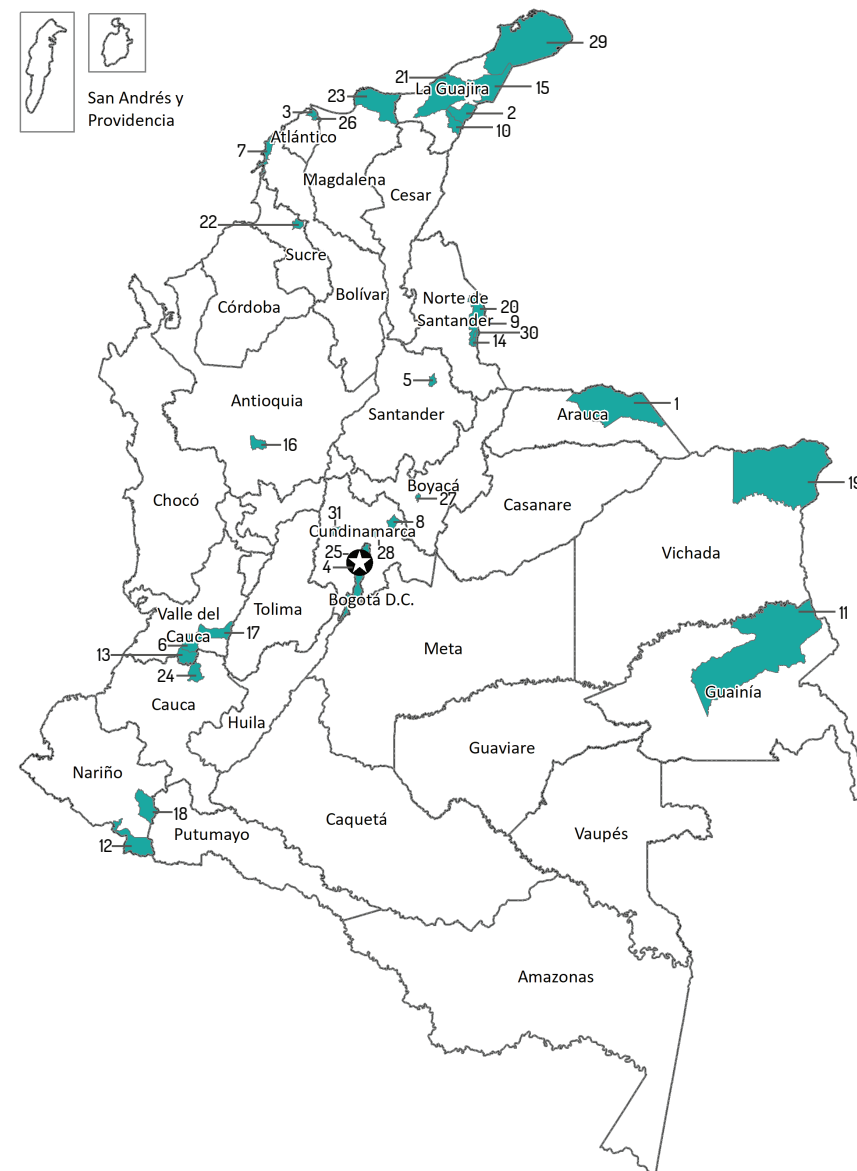 29
21
La Guajira
15
23
San Andrés y
Providencia
3
26
2
10
Atlántico
7
Magdalena
Cesar
22
Sucre
Bolívar
Norte de
Santander
Córdoba
20
9
30
14
5
Antioquia
Santander
Arauca
1
16
Boyacá
27
19
Chocó
Casanare
31
8
Cundinamarca
25
28
4
Vichada
Bogotá D.C.
Tolima
Valle del
Cauca
17
11
6
13
Meta
24
Cauca
Guainía
Huila
Guaviare
Nariño
18
Putumayo
Caquetá
Vaupés
12
Amazonas